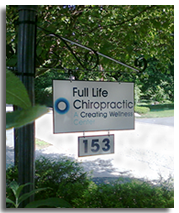 Full Life
Chiropractic
A Creating Wellness
153